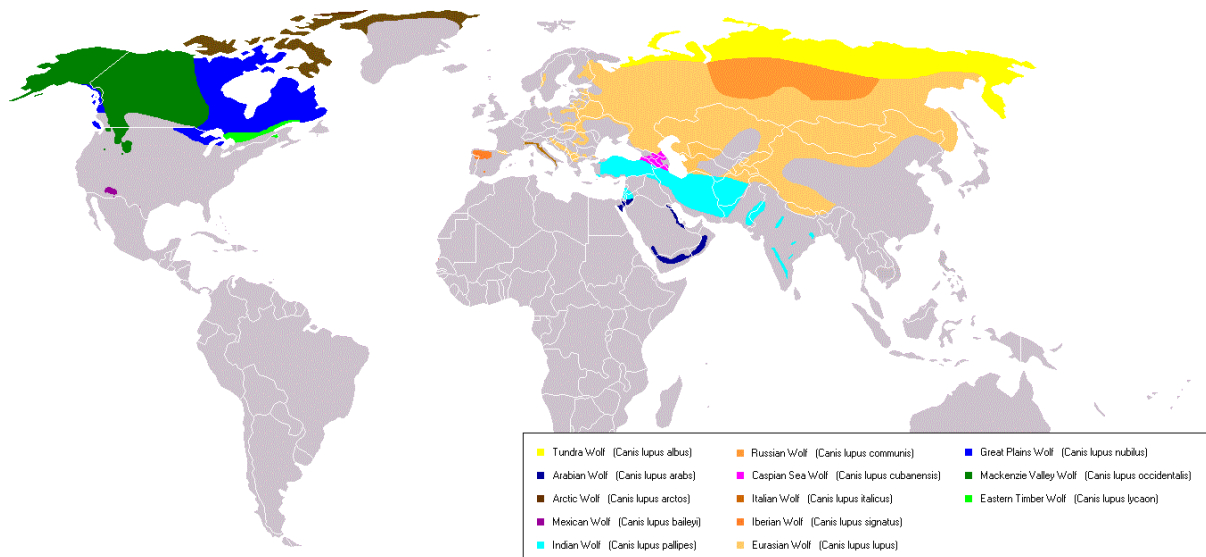 Tundra Wolf (Canis lupus albus)
Arabian Wolf (Canis lupus arabs)
Arctic Wolf (Canis lupus arctos)
Mexican Wolf (Canis lupus baileyi)
Indian Wolf (Canis lupus pallipes)
Russian Wolf (Canis lupus communis)
Caspian Sea Wolf (Canis lupus cubanensis)
Italian Wolf (Canis lupus italicus)
Iberian Wolf (Canis lupus signatus)
Eurasian Wolf (Canis lupus lupus)
Great Plains Wolf (Canis lupus nubilus)
Mackenzie Valley Wolf (Canis lupus occidentalis)
Eastern Timber Wolf (Canis lupus lycaon)